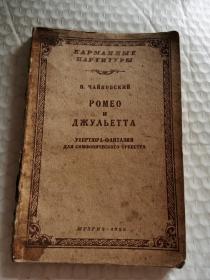 КАРМАННЫЕ
ПАРТИТУРЫ
П. ЧАЙКОВСКИЙ
РОМЕО
И
ДЖУЛЬЕТТА
УВЕРТЮРА-ФАНТАЗИЯ
ДЛЯ СИМФОНИЧЕСКОГО ОРКЕСТРА
МУЗГИЗ